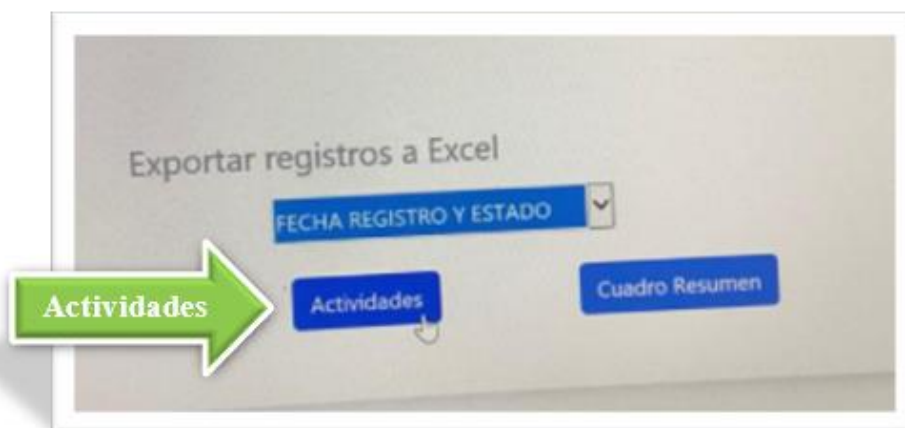 Exportar registros a Excel
FECHA REGISTRO Y ESTADO
Actividades
Actividades
Cuadro Resumen